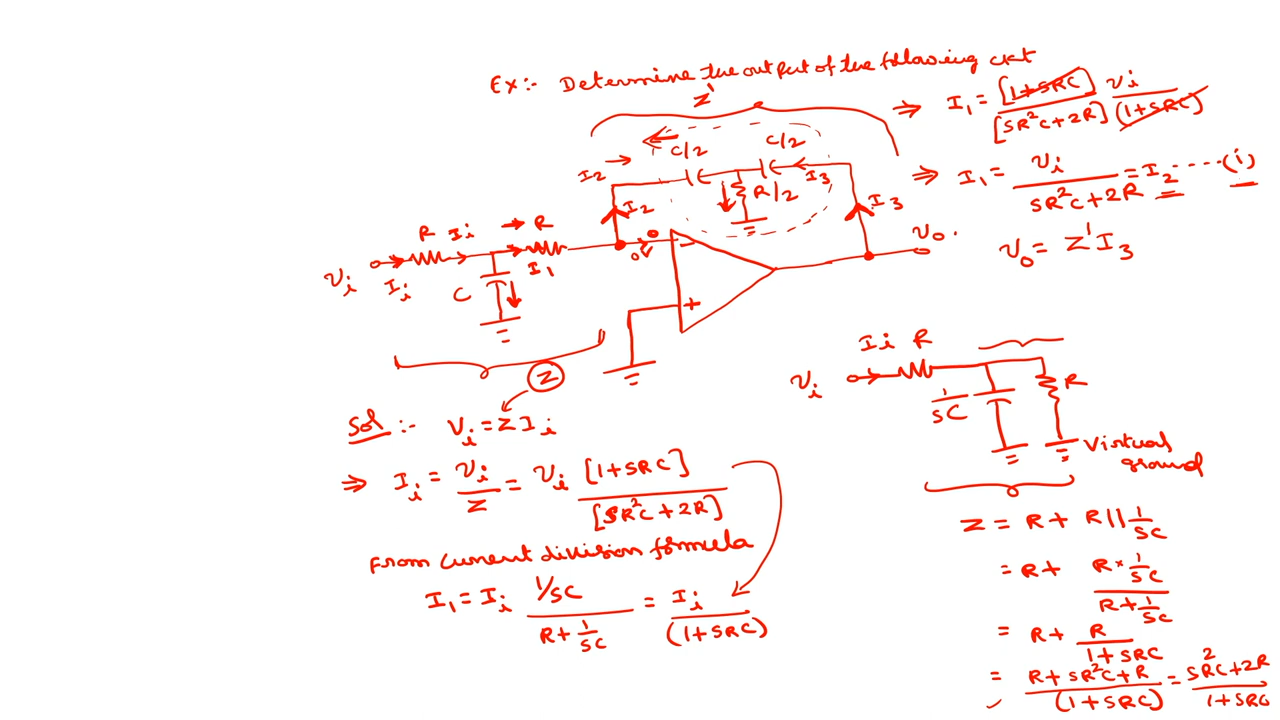 Ex:- Determine the output of the following ckt
Z'
I₂ → C/2 C/2 I₃
R/2
I₂ I₃
R Iᵢ → R
vᵢ Iᵢ I₁ 0V 0 - v₀.
C
+
Z
Sol :- Vᵢ = Z Iᵢ
⇒ Iᵢ = vᵢ/Z = vᵢ [1+SRC]/[SR²C+2R]
From current division formula
I₁ = Iᵢ (1/SC)/(R+1/SC) = Iᵢ/(1+SRC)
⇒ I₁ = [1+SRC]/[SR²C+2R] vᵢ/(1+SRC)
⇒ I₁ = vᵢ/(SR²C+2R) = I₂ ----(i)
v₀ = Z'I₃
Iᵢ R
vᵢ 1/SC R
Virtual
ground
Z = R + R||1/SC
= R + (R×1/SC)/(R+1/SC)
= R + R/(1+SRC)
= (R+SR²C+R)/(1+SRC) = (SR²C+2R)/(1+SRC